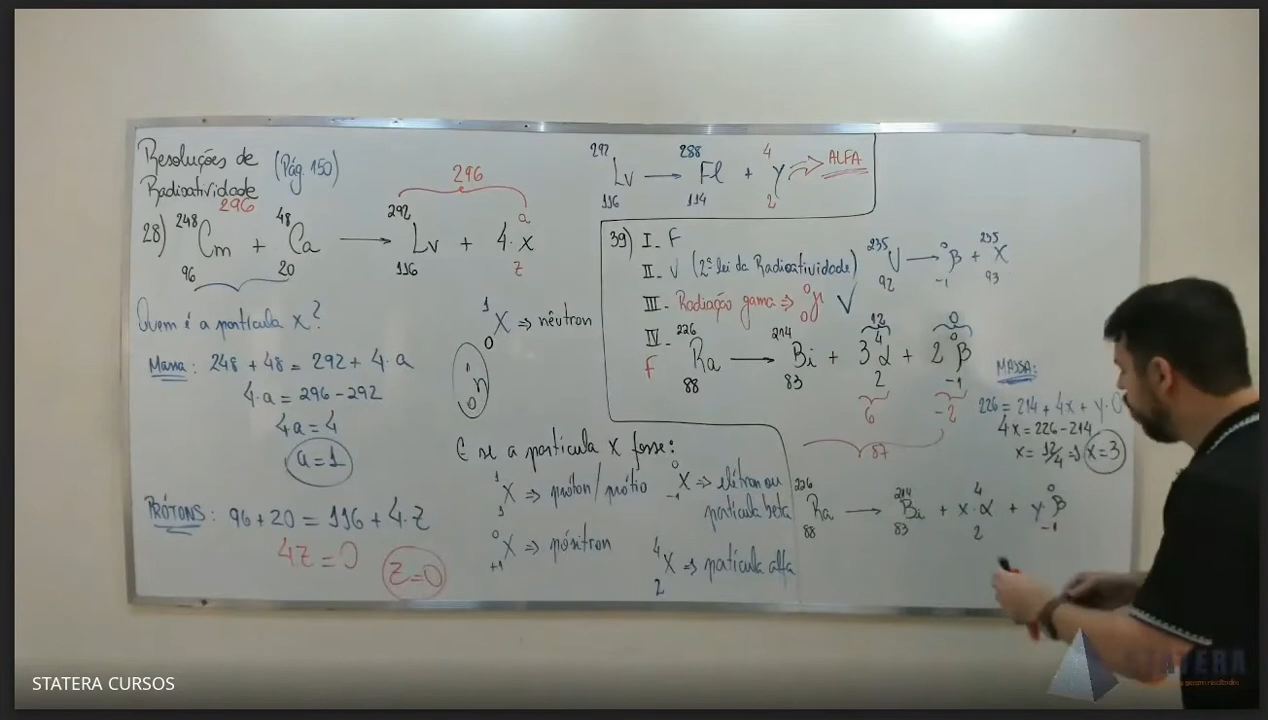 Resoluções de
Radioatividade
(Pág. 150)
296
296
28) 248 Cm 96 + 48 Ca 20 → 292 Lv 116 + 4· a x z
Quem é a partícula x?
Massa: 248 + 48 = 292 + 4·a
4·a = 296 - 292
4a = 4
a = 1
PRÓTONS: 96 + 20 = 116 + 4·z
4z = 0
z = 0
1 X 0 ⇒ nêutron
1 n 0
E se a partícula x fosse:
1 X 1 ⇒ próton/prótio
0 X +1 ⇒ pósitron
0 X -1 ⇒ elétron ou
partícula beta
4 X 2 ⇒ partícula alfa
292 Lv 116 → 288 Fl 114 + 4 y 2 ⇒ ALFA
39) I- F
II- V (2ª lei da Radioatividade)
235 U 92 → 0 β -1 + 235 X 93
III- Radiação gama ⇒ 0 γ 0 V
IV- F
226 Ra 88 → 214 Bi 83 + 3 4 α 2 + 2 0 β -1
12
0
6
-2
87
MASSA:
226 = 214 + 4x + y·0
4x = 226 - 214
x = 12/4 ⇒ x = 3
226 Ra 88 → 214 Bi 83 + x· 4 α 2 + y 0 β -1
STATERA CURSOS
STATERA